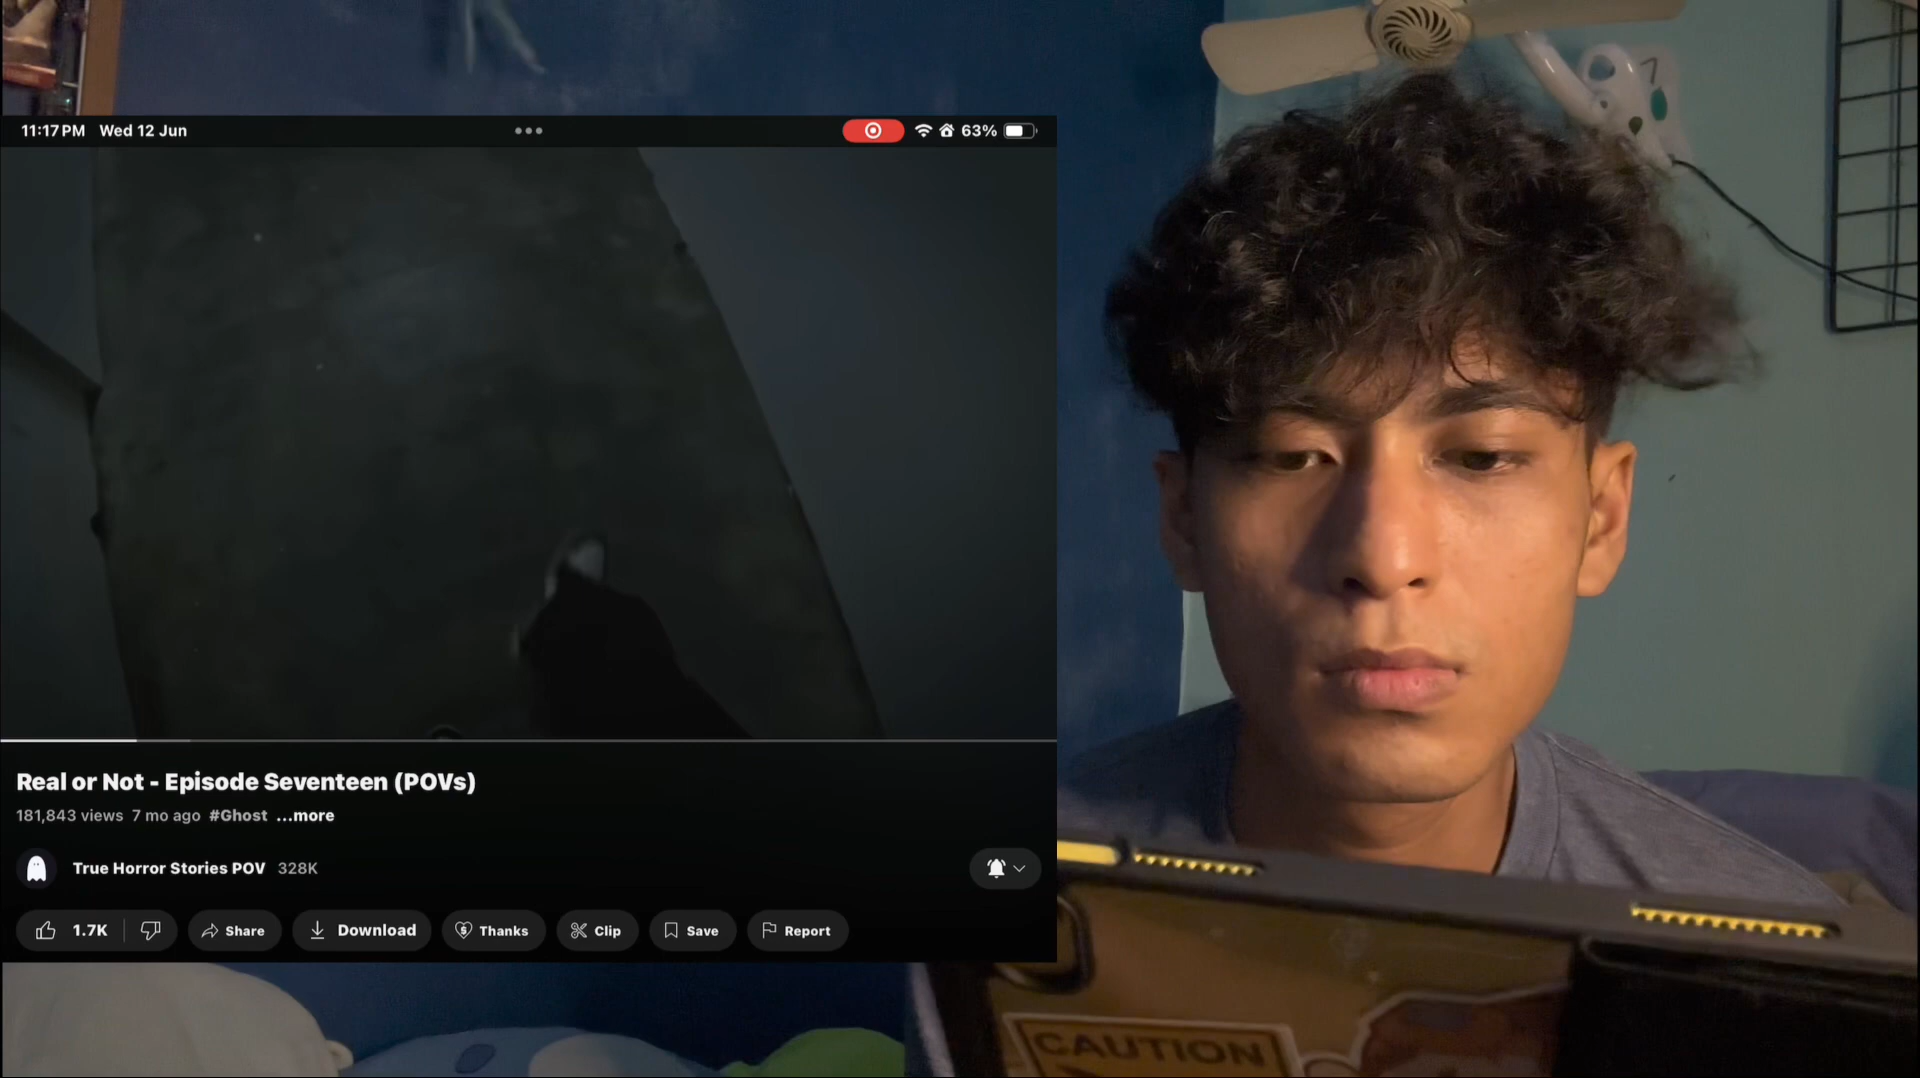 11:17 PM Wed 12 Jun 63%
Real or Not - Episode Seventeen (POVs)
181,843 views 7 mo ago #Ghost ...more
True Horror Stories POV 328K
1.7K Share Download Thanks Clip Save Report
CAUTION